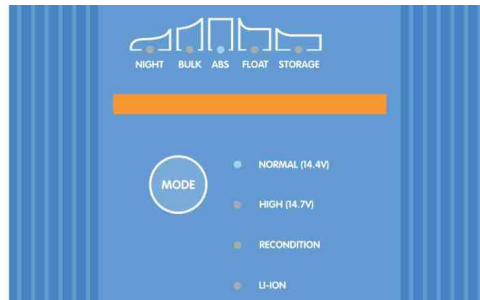 NIGHT BULK ABS FLOAT STORAGE
NORMAL (14.4V)
MODE
HIGH (14.7V)
RECONDITION
LI-ION